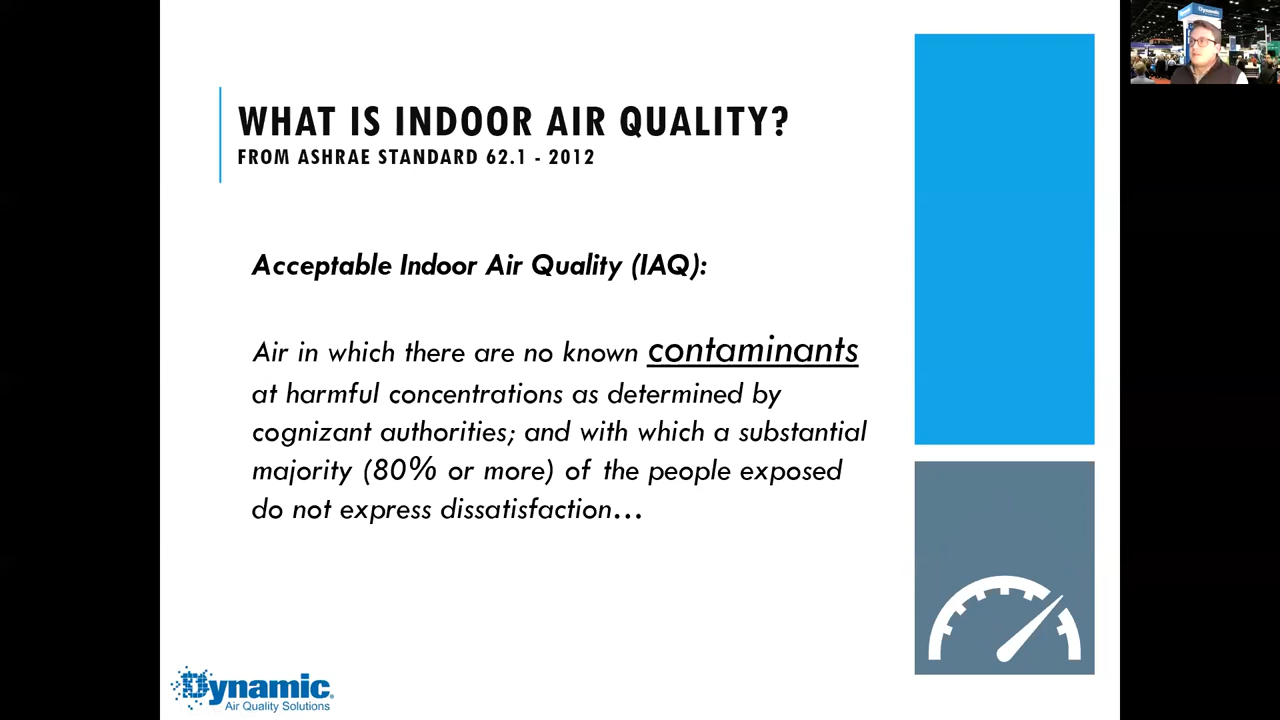 WHAT IS INDOOR AIR QUALITY?
FROM ASHRAE STANDARD 62.1 - 2012
Acceptable Indoor Air Quality (IAQ):
Air in which there are no known contaminants
at harmful concentrations as determined by
cognizant authorities; and with which a substantial
majority (80% or more) of the people exposed
do not express dissatisfaction...
Dynamic
Air Quality Solutions
Dynamic